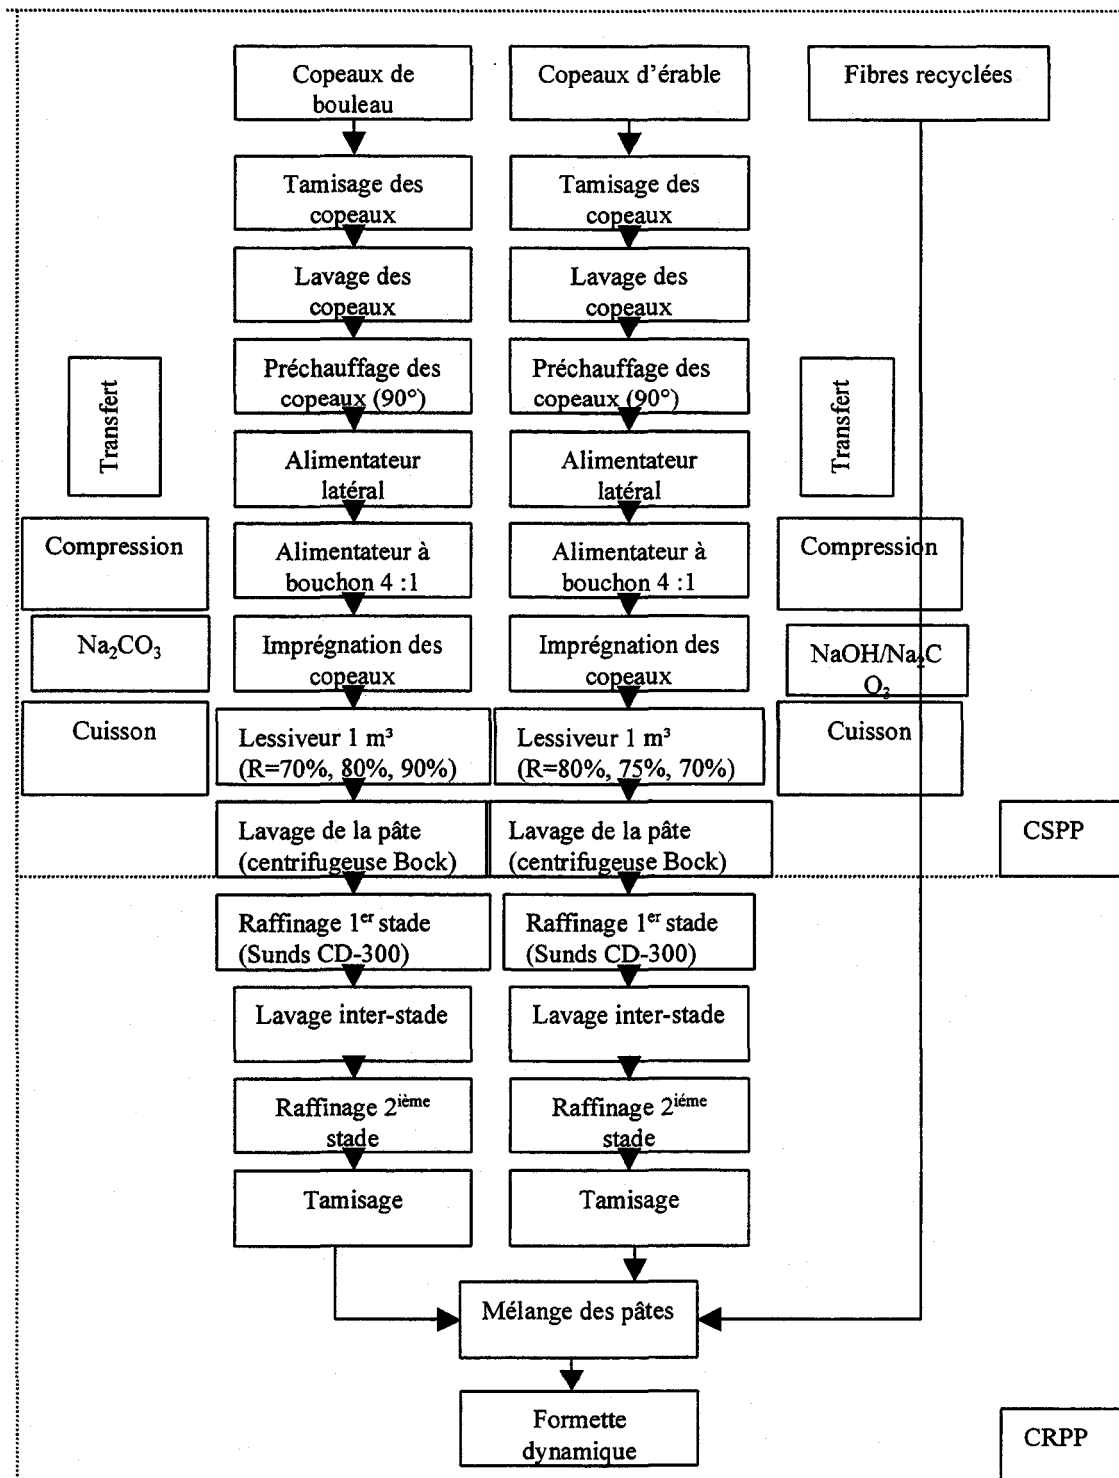 Copeaux de
bouleau
Copeaux d'érable
Fibres recyclées
Tamisage des
copeaux
Tamisage des
copeaux
Lavage des
copeaux
Lavage des
copeaux
Transfert
Préchauffage des
copeaux (90°)
Préchauffage des
copeaux (90°)
Transfert
Alimentateur
latéral
Alimentateur
latéral
Compression
Alimentateur à
bouchon 4 :1
Alimentateur à
bouchon 4 :1
Compression
Na₂CO₃
Imprégnation des
copeaux
Imprégnation des
copeaux
NaOH/Na₂C
O₃
Cuisson
Lessiveur 1 m³
(R=70%, 80%, 90%)
Lessiveur 1 m³
(R=80%, 75%, 70%)
Cuisson
Lavage de la pâte
(centrifugeuse Bock)
Lavage de la pâte
(centrifugeuse Bock)
CSPP
Raffinage 1ᵉʳ stade
(Sunds CD-300)
Raffinage 1ᵉʳ stade
(Sunds CD-300)
Lavage inter-stade
Lavage inter-stade
Raffinage 2ⁱèᵐᵉ
stade
Raffinage 2ⁱéᵐᵉ
stade
Tamisage
Tamisage
Mélange des pâtes
Formette
dynamique
CRPP